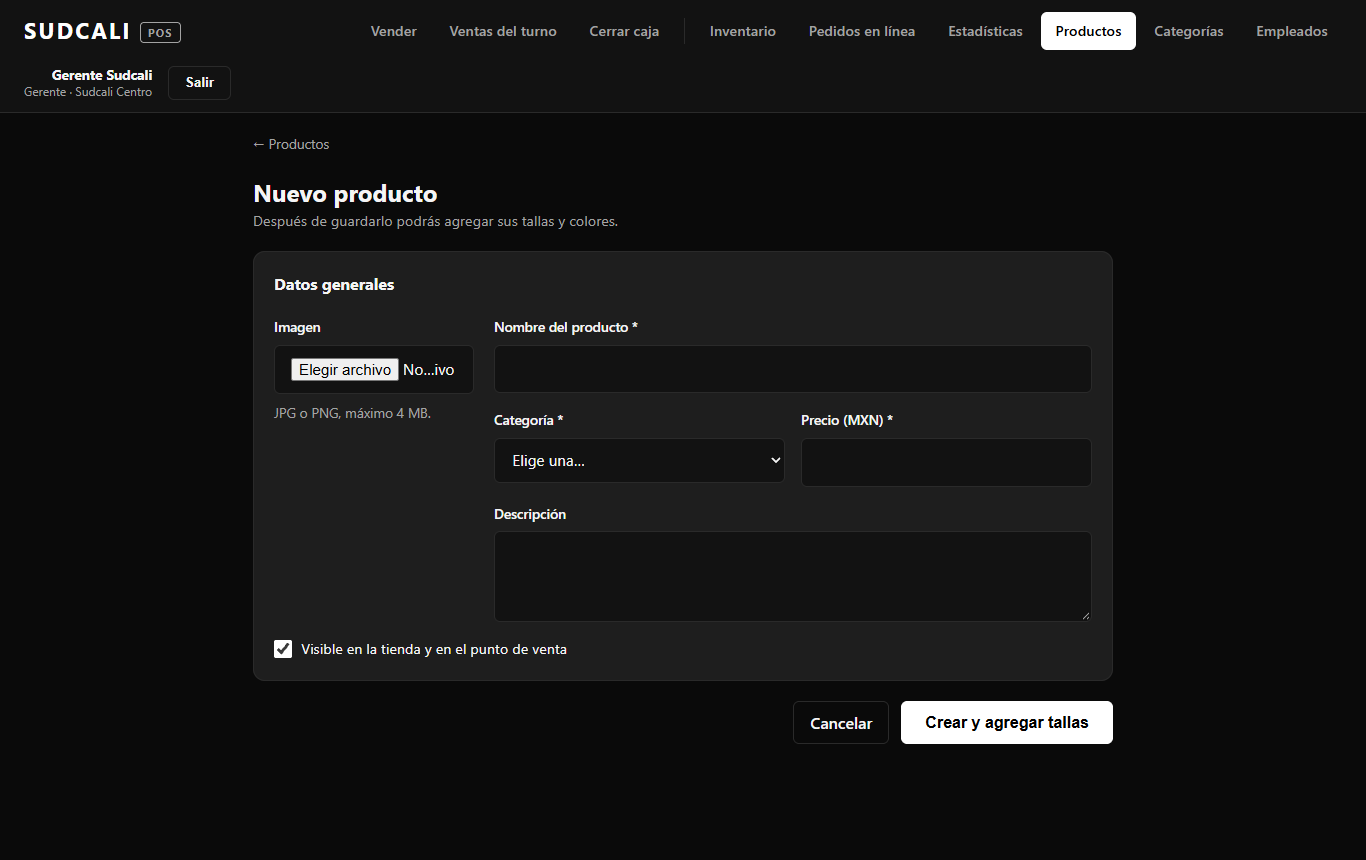 SUDCALI POS
Vender Ventas del turno Cerrar caja Inventario Pedidos en línea Estadísticas Productos Categorías Empleados
Gerente Sudcali
Gerente · Sudcali Centro
Salir
← Productos
Nuevo producto
Después de guardarlo podrás agregar sus tallas y colores.
Datos generales
Imagen
Elegir archivo No...ivo
JPG o PNG, máximo 4 MB.
Nombre del producto *
Categoría *
Elige una...
Precio (MXN) *
Descripción
Visible en la tienda y en el punto de venta
Cancelar
Crear y agregar tallas